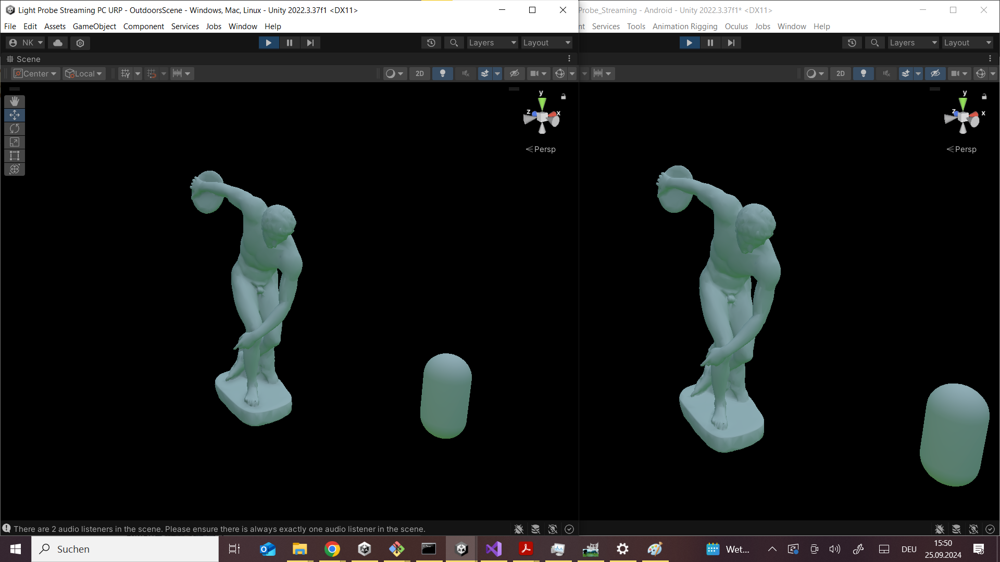 Light Probe Streaming PC URP - OutdoorsScene - Windows, Mac, Linux - Unity 2022.3.37f1 <DX11>
Probe_Streaming - Android - Unity 2022.3.37f1* <DX11>
File Edit Assets GameObject Component Services Jobs Window Help
nt Services Tools Animation Rigging Oculus Jobs Window Help
NK Layers Layout
Layers Layout
Scene
Center Local 2D
2D
y z x
Persp
y z x
Persp
There are 2 audio listeners in the scene. Please ensure there is always exactly one audio listener in the scene.
Suchen
Wet...
DEU
15:50
25.09.2024